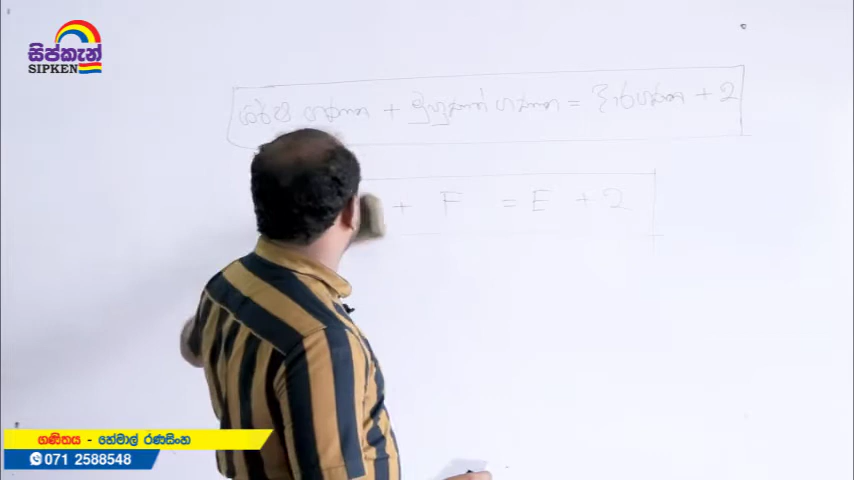 සිප්කැන්
SIPKEN
ශීර්ෂ ගණන + මුහුණත් ගණන = දාර ගණන + 2
+ F = E + 2
ගණිතය - හේමාල් රණසිංහ
071 2588548